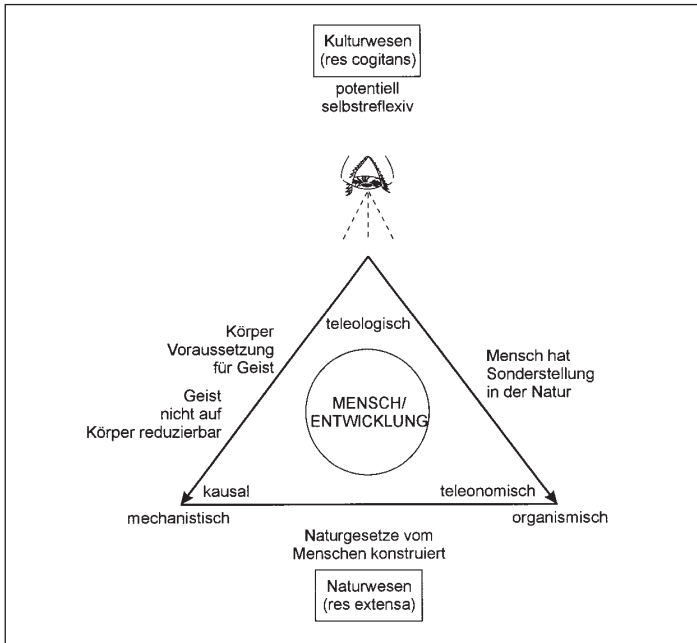 Kulturwesen
(res cogitans)
potentiell
selbstreflexiv
teleologisch
Körper
Voraussetzung
für Geist
Geist
nicht auf
Körper reduzierbar
Mensch hat
Sonderstellung
in der Natur
MENSCH/
ENTWICKLUNG
kausal
teleonomisch
mechanistisch
organismisch
Naturgesetze vom
Menschen konstruiert
Naturwesen
(res extensa)